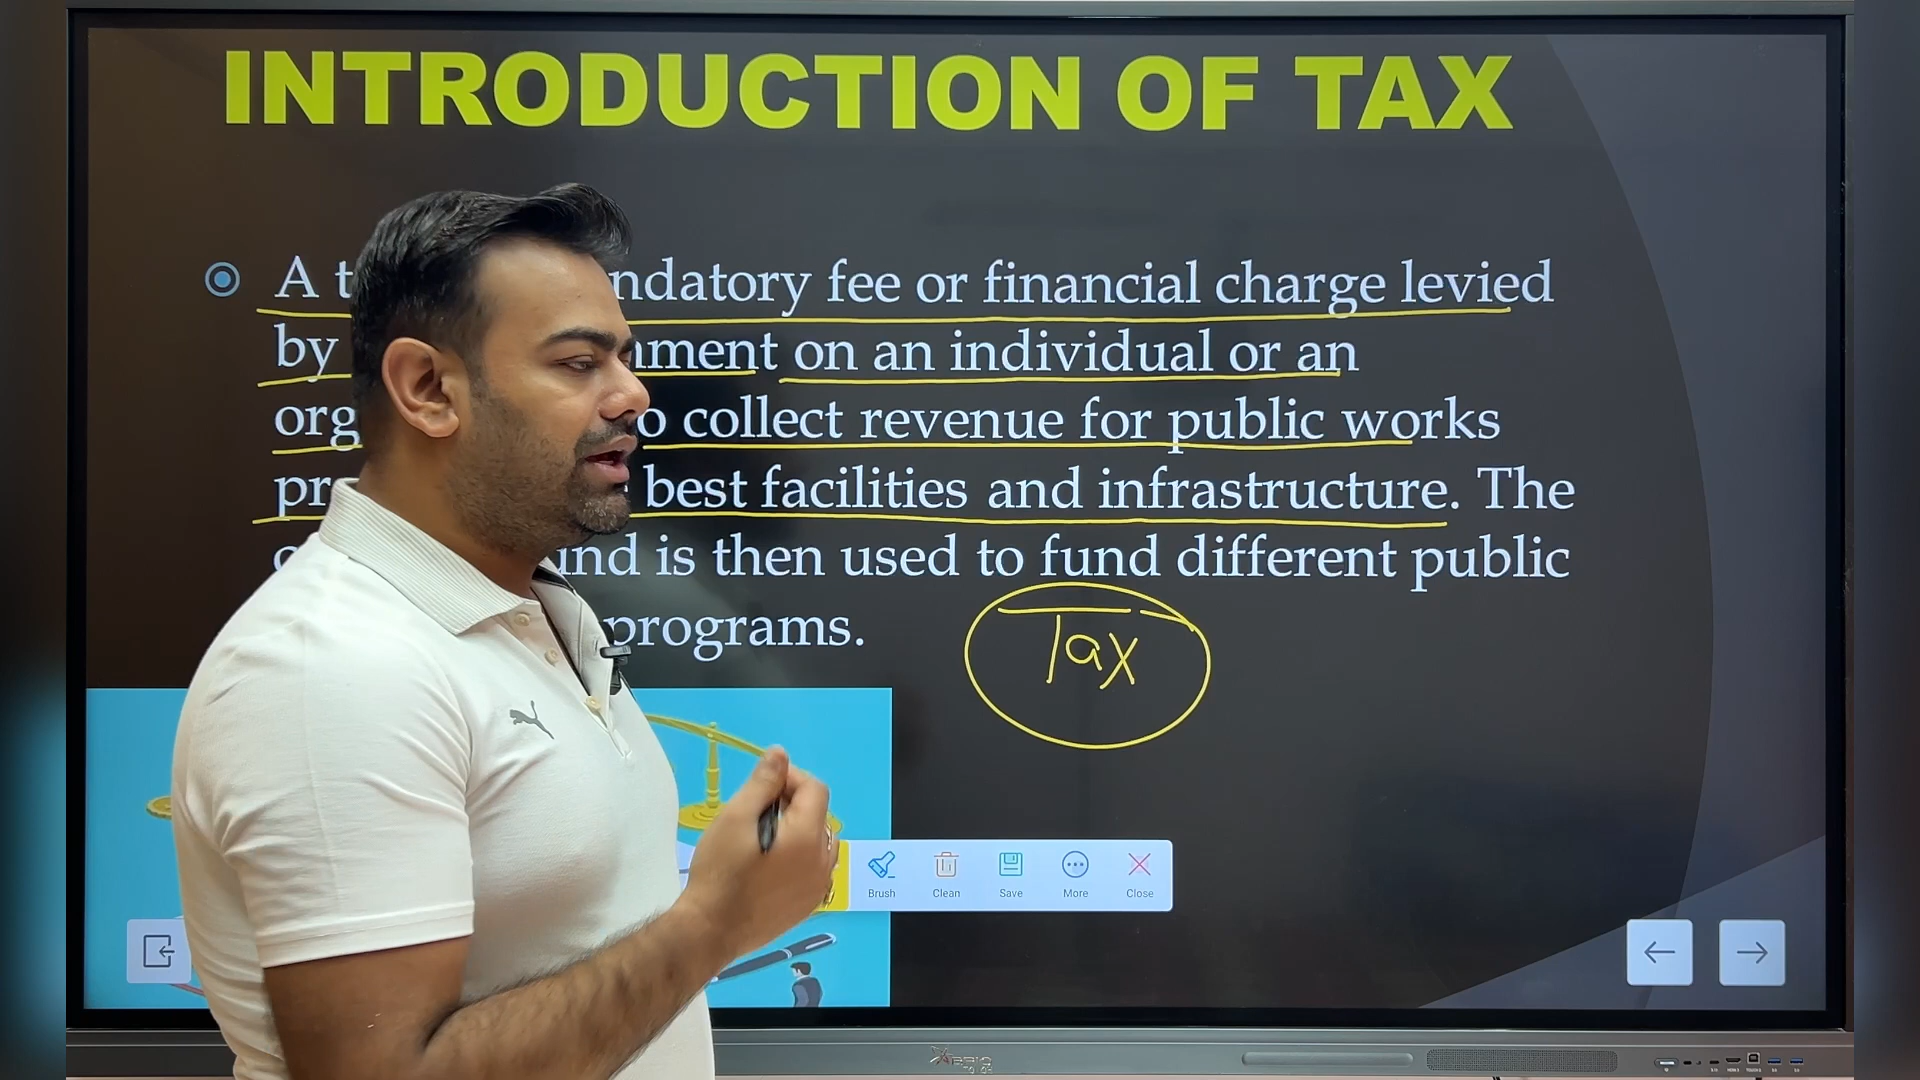 INTRODUCTION OF TAX
A ndatory fee or financial charge levied
by nment on an individual or an
org o collect revenue for public works
pr best facilities and infrastructure. The
und is then used to fund different public
programs.
Tax
Brush Clean Save More Close